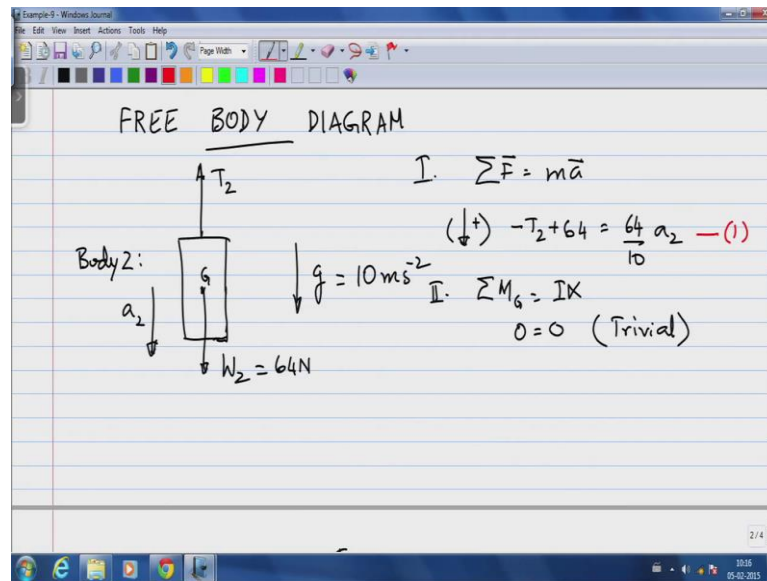 Example-9 - Windows Journal
File Edit View Insert Actions Tools Help
Page Width
FREE BODY DIAGRAM
T₂
Body 2:
G
a₂
W₂ = 64N
g = 10 ms⁻²
I. ΣF⃗ = ma⃗
(↓+) -T₂+64 = 64/10 a₂ —(1)
II. ΣM_G = IX
0=0 (Trivial)
2/4
10:16
05-02-2015